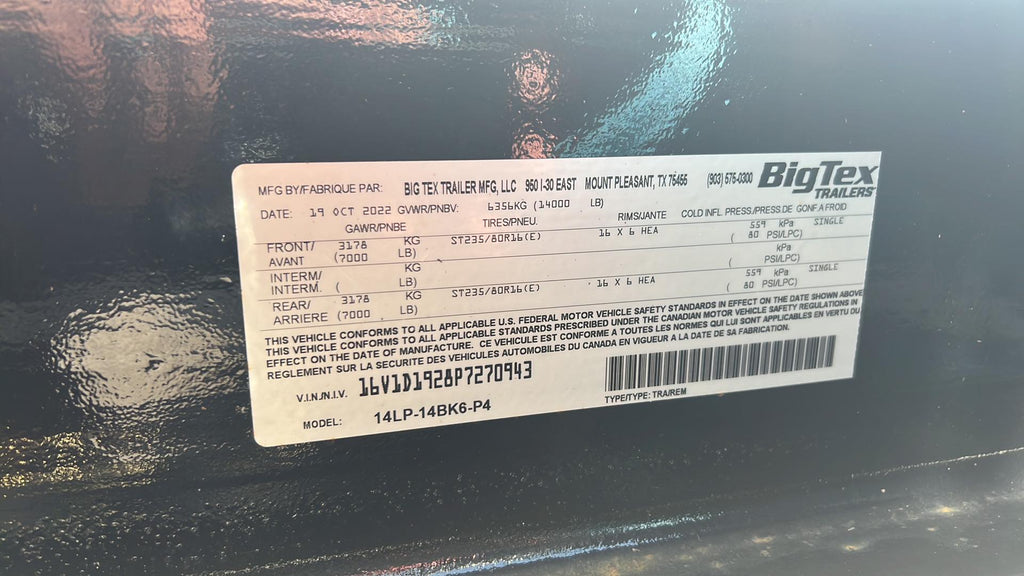 MFG BY/FABRIQUE PAR: BIG TEX TRAILER MFG, LLC 950 I-30 EAST MOUNT PLEASANT, TX 75455 (903) 575-0300 BigTex TRAILERS
DATE: 19 OCT 2022 GVWR/PNBV: 6356KG (14000 LB)
GAWR/PNBE TIRES/PNEU. RIMS/JANTE COLD INFL. PRESS/PRESS.DE GONF.A FROID
FRONT/ 3178 KG ST235/80R16(E) 16 X 6 HEA 559 kPa SINGLE
AVANT (7000 LB) ( 80 PSI/LPC)
INTERM/ KG kPa
INTERM. ( LB) ( PSI/LPC)
REAR/ 3178 KG ST235/80R16(E) 16 X 6 HEA 559 kPa SINGLE
ARRIERE (7000 LB) ( 80 PSI/LPC)
THIS VEHICLE CONFORMS TO ALL APPLICABLE U.S. FEDERAL MOTOR VEHICLE SAFETY STANDARDS IN EFFECT ON THE DATE SHOWN ABOVE
THIS VEHICLE CONFORMS TO ALL APPLICABLE STANDARDS PRESCRIBED UNDER THE CANADIAN MOTOR VEHICLE SAFETY REGULATIONS IN
EFFECT ON THE DATE OF MANUFACTURE. CE VEHICULE EST CONFORME A TOUTES LES NORMES QUI LUI SONT APPLICABLES EN VERTU DU
REGLEMENT SUR LA SECURITE DES VEHICULES AUTOMOBILES DU CANADA EN VIGUEUR A LA DATE DE SA FABRICATION.
V.I.N./N.I.V. 16V1D1928P7270943
TYPE/TYPE: TRA/REM
MODEL: 14LP-14BK6-P4